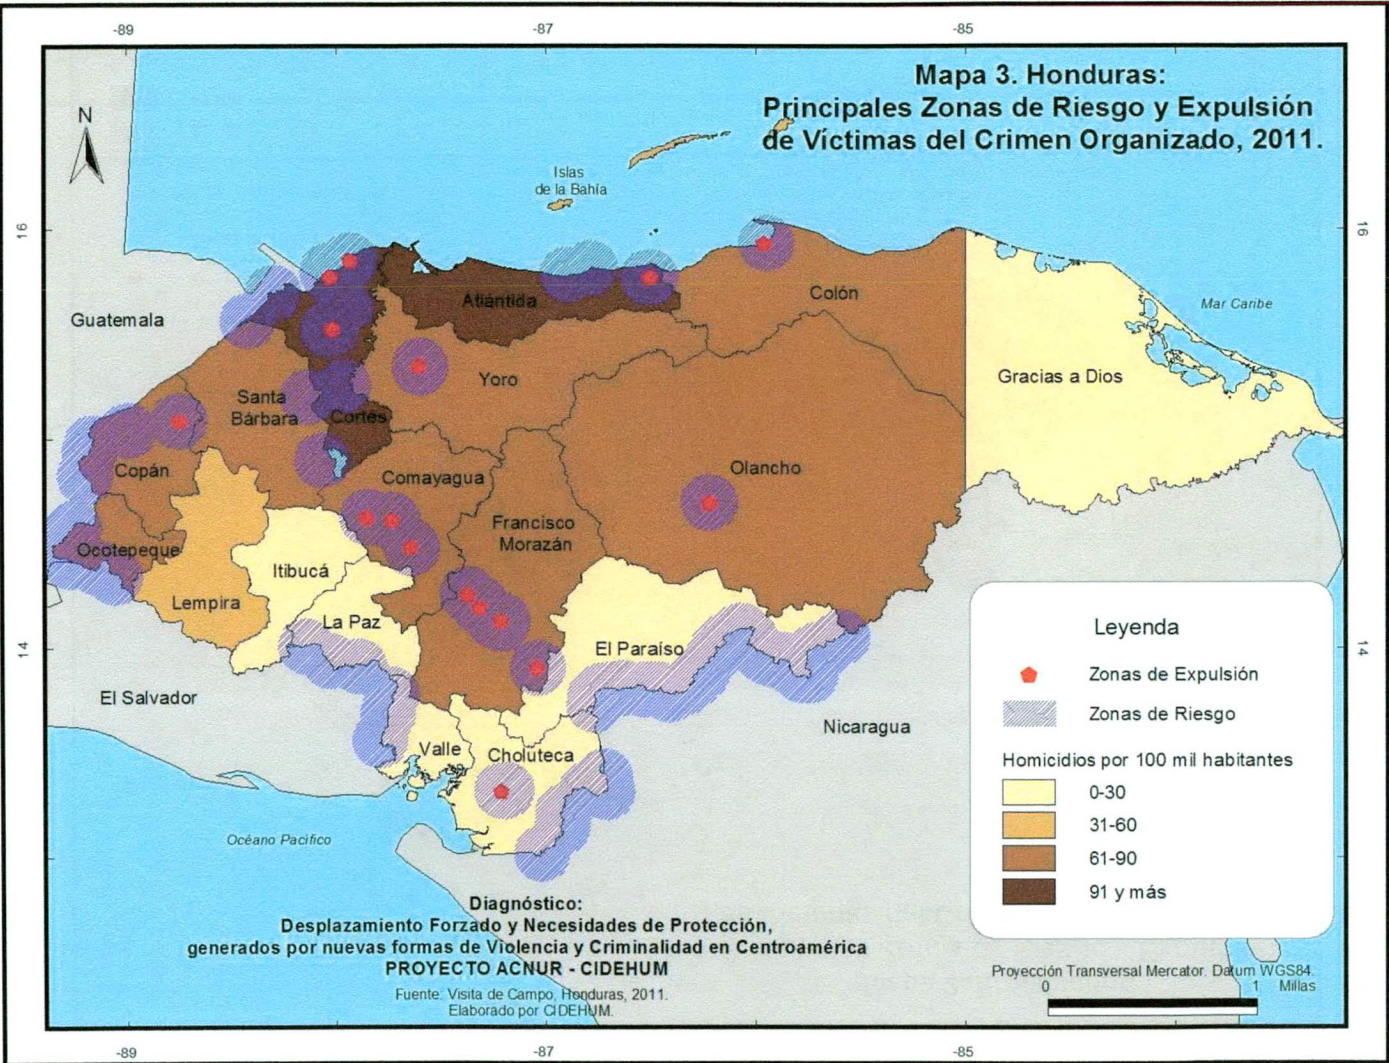 -89
-87
-85
Mapa 3. Honduras:
Principales Zonas de Riesgo y Expulsión
de Víctimas del Crimen Organizado, 2011.
N
Islas
de la Bahía
16
16
Guatemala
Atlántida
Colón
Mar Caribe
Yoro
Gracias a Dios
Santa
Bárbara
Cortés
Copán
Comayagua
Olancho
Francisco
Morazán
Ocotepeque
Itibucá
Lempira
La Paz
14
El Paraíso
14
El Salvador
Nicaragua
Valle
Choluteca
Océano Pacifico
Leyenda
Zonas de Expulsión
Zonas de Riesgo
Homicidios por 100 mil habitantes
0-30
31-60
61-90
91 y más
Diagnóstico:
Desplazamiento Forzado y Necesidades de Protección,
generados por nuevas formas de Violencia y Criminalidad en Centroamérica
PROYECTO ACNUR - CIDEHUM
Fuente: Visita de Campo, Honduras, 2011.
Elaborado por CIDEHUM.
Proyección Transversal Mercator. Datum WGS84.
0 1 Millas
-89
-87
-85